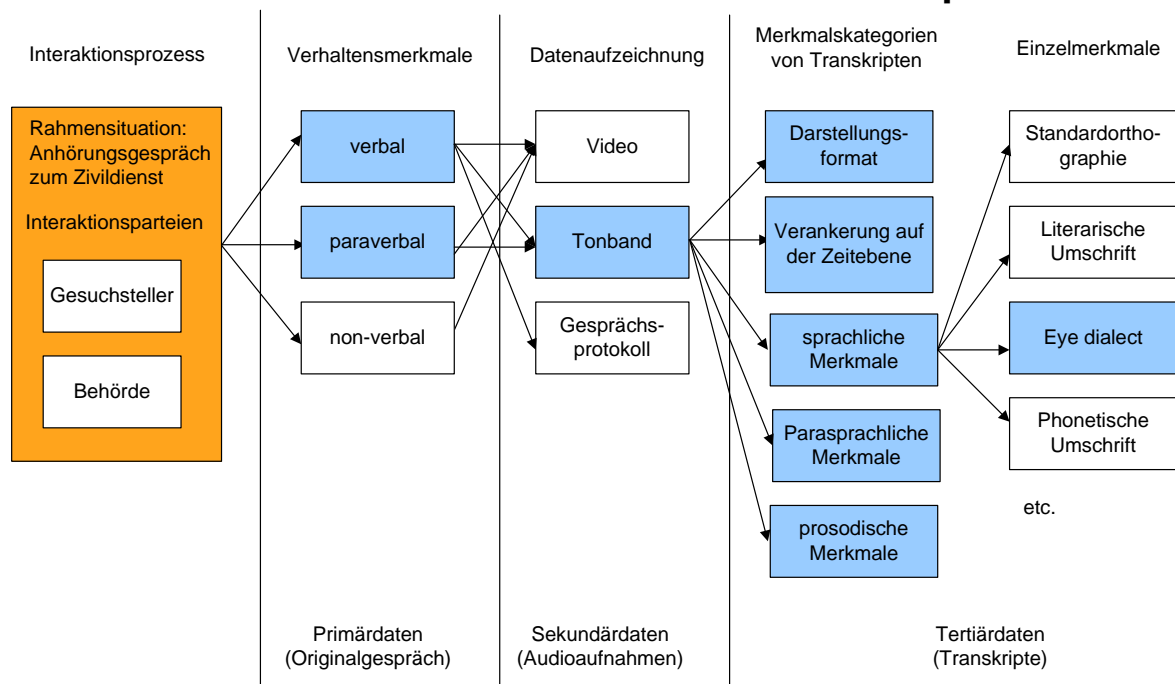 Interaktionsprozess
Verhaltensmerkmale
Datenaufzeichnung
Merkmalskategorien
von Transkripten
Einzelmerkmale
Rahmensituation:
Anhörungsgespräch
zum Zivildienst
Interaktionsparteien
Gesuchsteller
Behörde
verbal
paraverbal
non-verbal
Video
Tonband
Gesprächs-
protokoll
Darstellungs-
format
Verankerung auf
der Zeitebene
sprachliche
Merkmale
Parasprachliche
Merkmale
prosodische
Merkmale
Standardortho-
graphie
Literarische
Umschrift
Eye dialect
Phonetische
Umschrift
etc.
Primärdaten
(Originalgespräch)
Sekundärdaten
(Audioaufnahmen)
Tertiärdaten
(Transkripte)